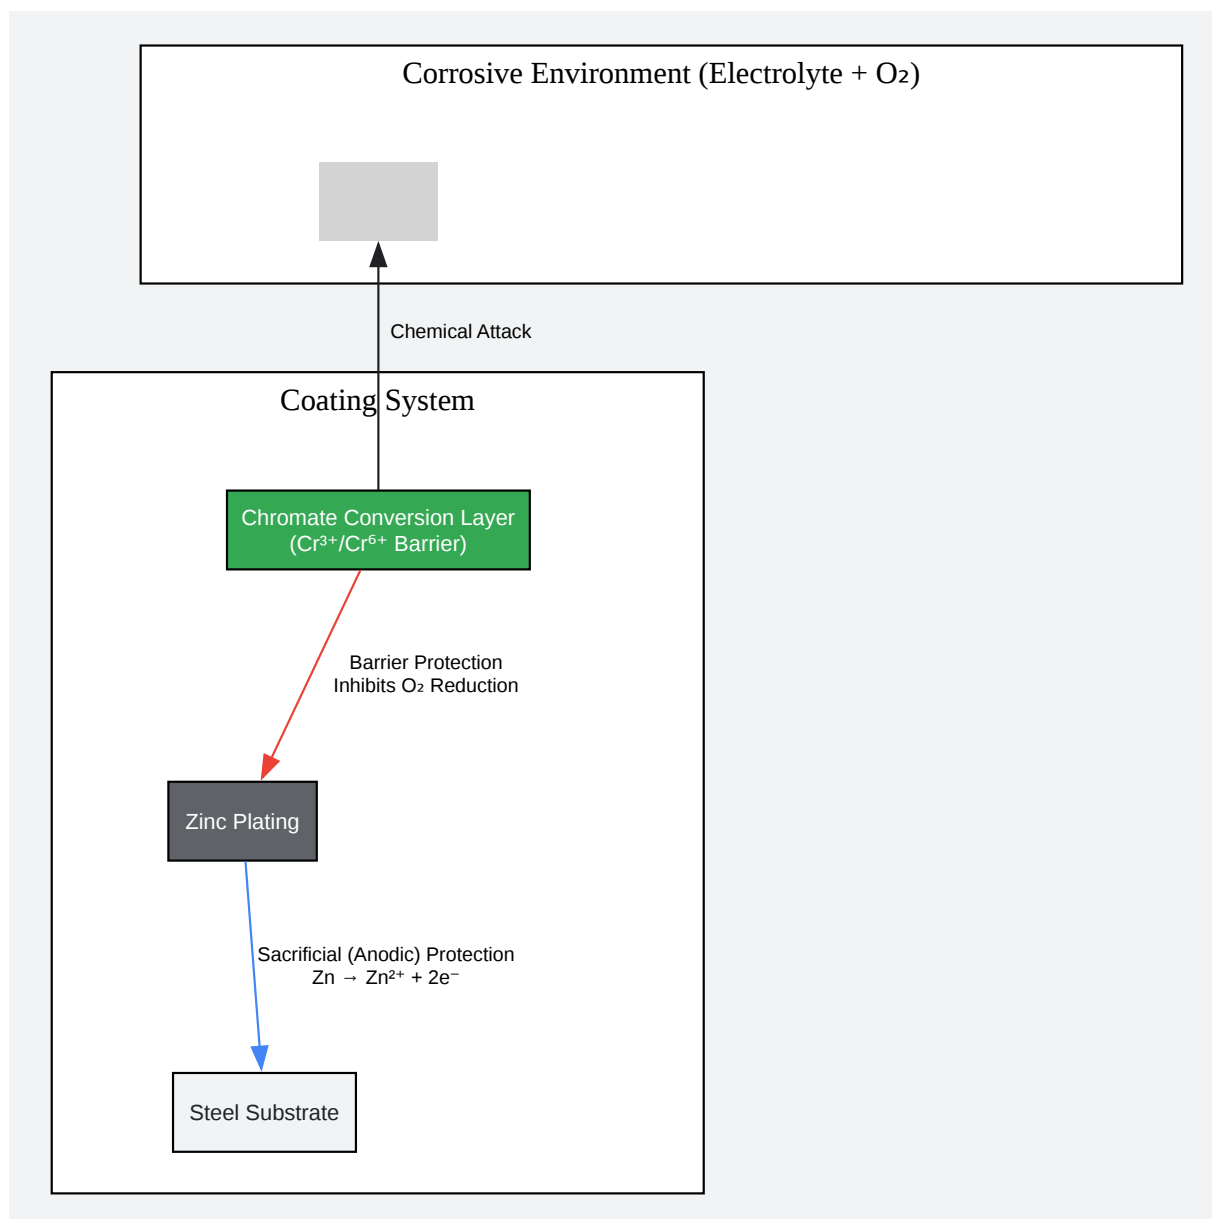 Corrosive Environment (Electrolyte + O₂)
Chemical Attack
Coating System
Chromate Conversion Layer
(Cr³⁺/Cr⁶⁺ Barrier)
Barrier Protection
Inhibits O₂ Reduction
Zinc Plating
Sacrificial (Anodic) Protection
Zn → Zn²⁺ + 2e⁻
Steel Substrate